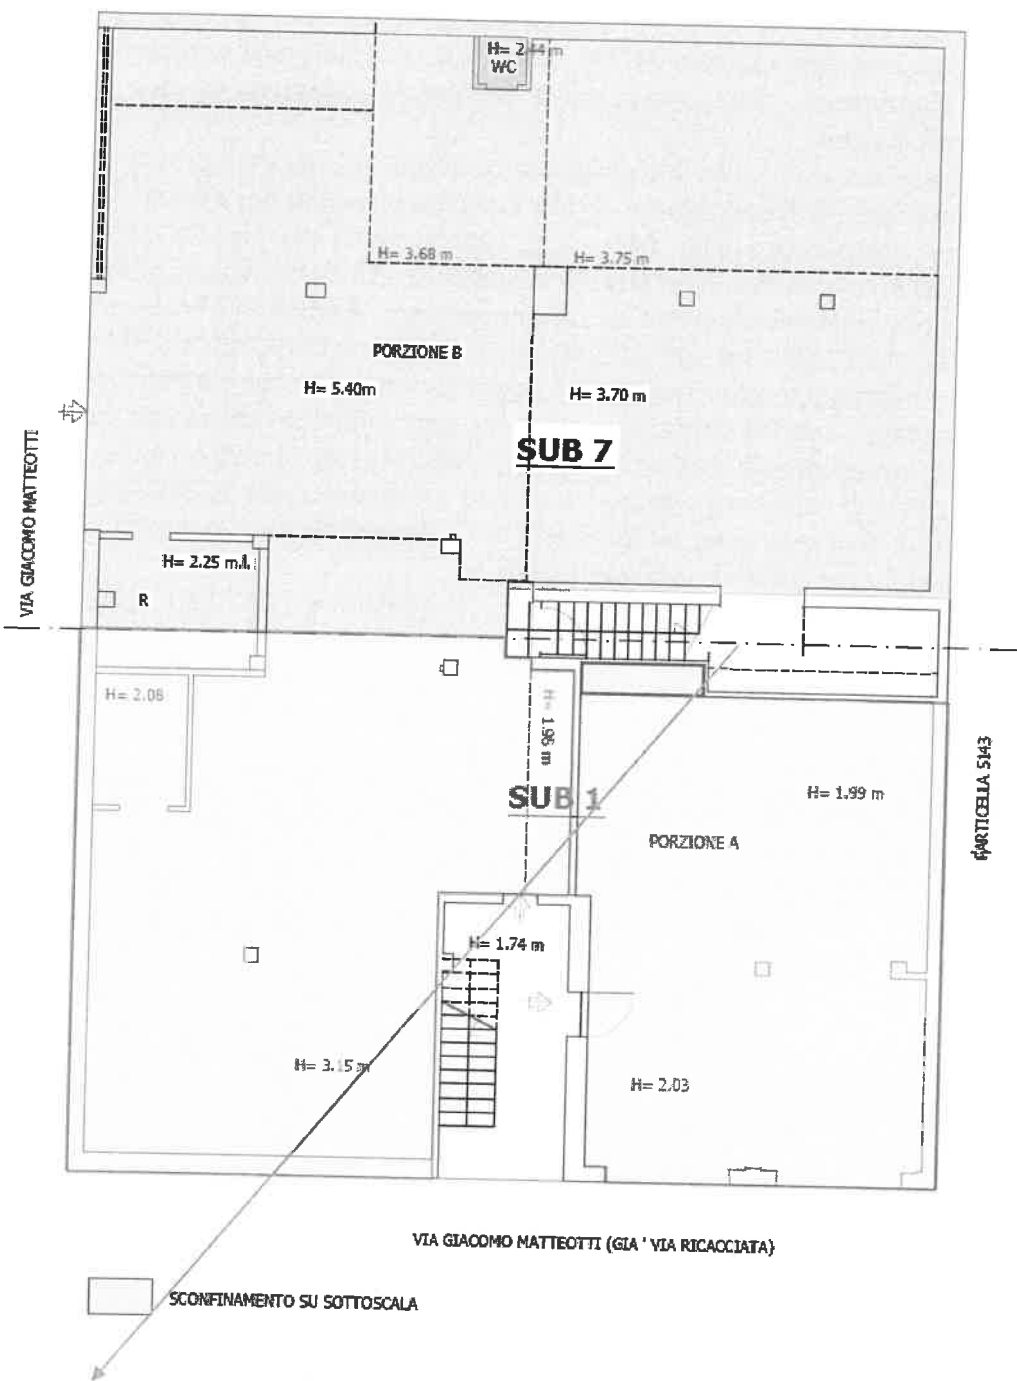 H= 2.44 m
WC
H= 3.68 m
H= 3.75 m
PORZIONE B
H= 5.40m
H= 3.70 m
SUB 7
VIA GIACOMO MATTEOTTI
H= 2.25 m.l.
R
H= 2.08
H= 1.96 m
SUB 1
H= 1.99 m
PORZIONE A
PARTICELLA 5143
H= 1.74 m
H= 3.15 m
H= 2.03
VIA GIACOMO MATTEOTTI (GIA ' VIA RICACCIATA)
SCONFINAMENTO SU SOTTOSCALA